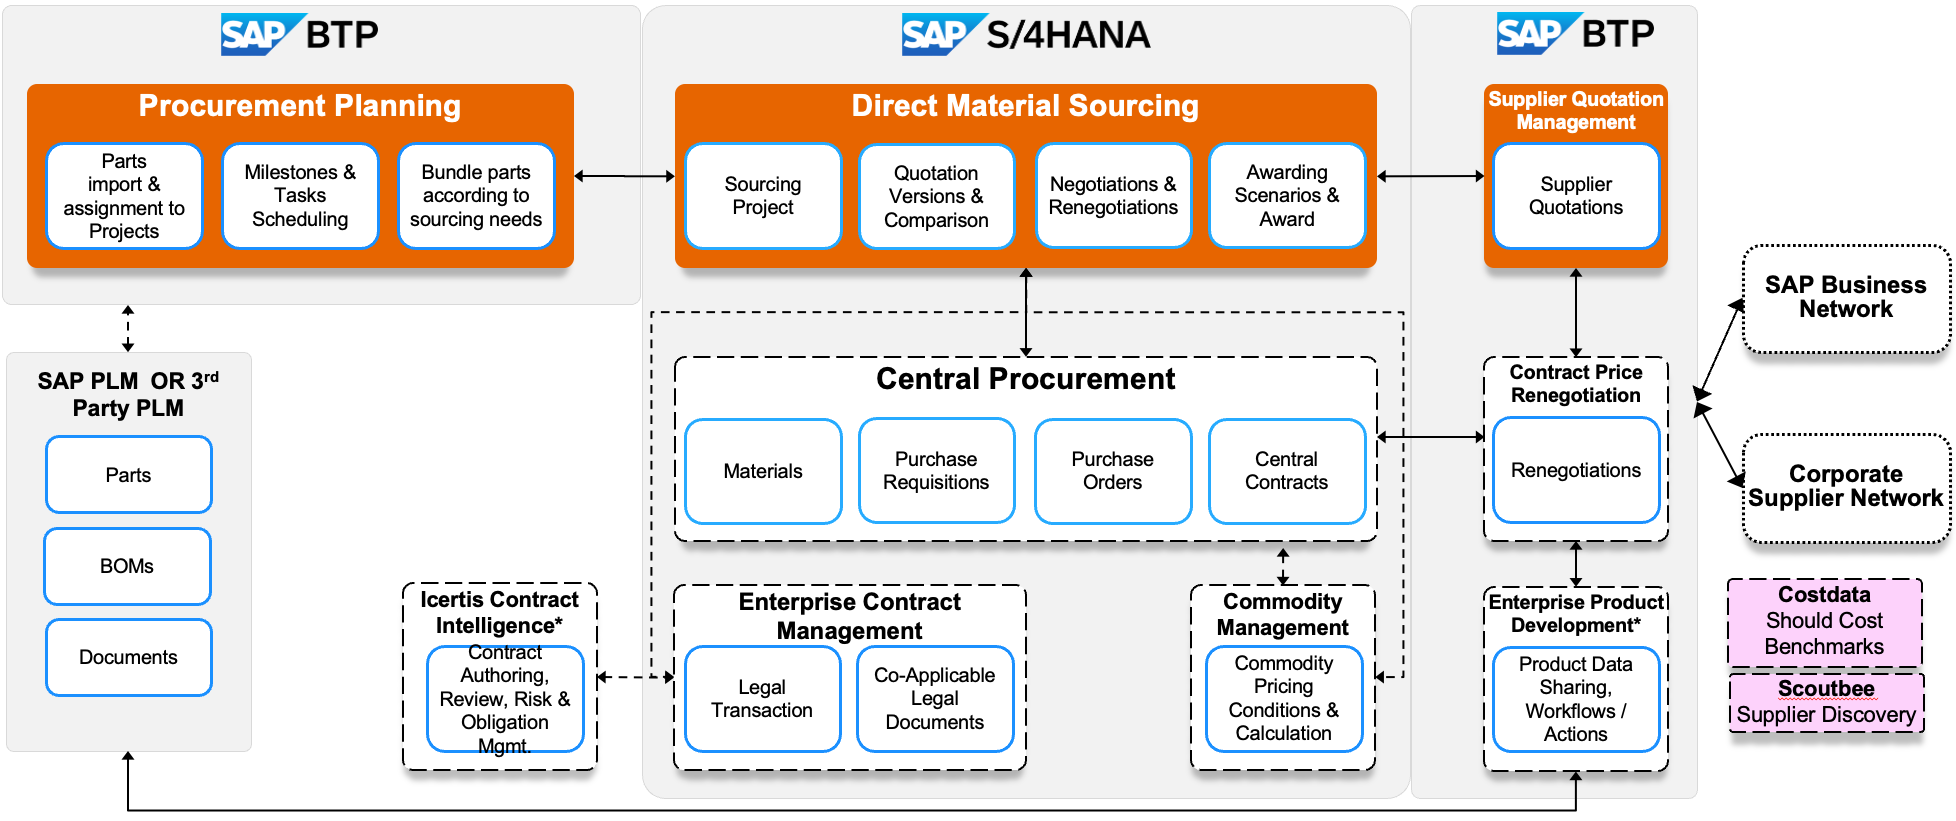 SAP BTP
SAP S/4HANA
SAP BTP
Procurement Planning
Parts
import &
assignment to
Projects
Milestones &
Tasks
Scheduling
Bundle parts
according to
sourcing needs
Direct Material Sourcing
Sourcing
Project
Quotation
Versions &
Comparison
Negotiations &
Renegotiations
Awarding
Scenarios &
Award
Supplier Quotation
Management
Supplier
Quotations
SAP Business
Network
Corporate
Supplier Network
SAP PLM OR 3rd
Party PLM
Parts
BOMs
Documents
Central Procurement
Materials
Purchase
Requisitions
Purchase
Orders
Central
Contracts
Contract Price
Renegotiation
Renegotiations
Icertis Contract
Intelligence*
Contract
Authoring,
Review, Risk &
Obligation
Mgmt.
Enterprise Contract
Management
Legal
Transaction
Co-Applicable
Legal
Documents
Commodity
Management
Commodity
Pricing
Conditions &
Calculation
Enterprise Product
Development*
Product Data
Sharing,
Workflows /
Actions
Costdata
Should Cost
Benchmarks
Scoutbee
Supplier Discovery